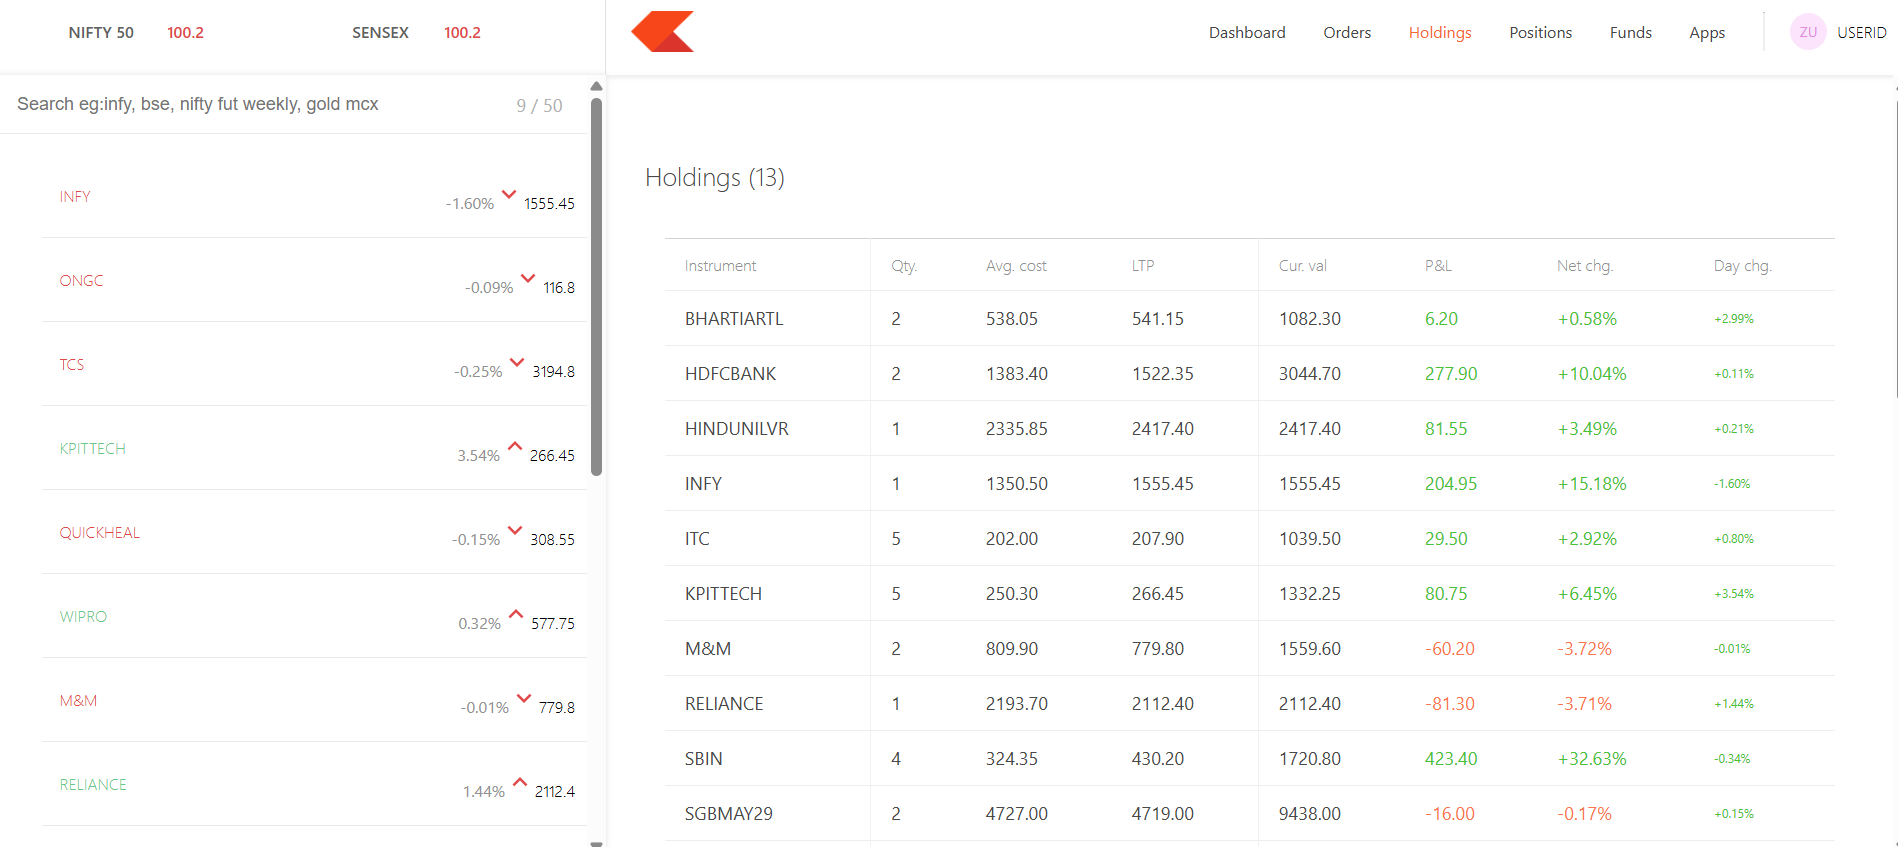 NIFTY 50 100.2 SENSEX 100.2
Dashboard Orders Holdings Positions Funds Apps ZU USERID
Search eg:infy, bse, nifty fut weekly, gold mcx 9 / 50
INFY -1.60% 1555.45
ONGC -0.09% 116.8
TCS -0.25% 3194.8
KPITTECH 3.54% 266.45
QUICKHEAL -0.15% 308.55
WIPRO 0.32% 577.75
M&M -0.01% 779.8
RELIANCE 1.44% 2112.4
Holdings (13)
Instrument Qty. Avg. cost LTP Cur. val P&L Net chg. Day chg.
BHARTIARTL 2 538.05 541.15 1082.30 6.20 +0.58% +2.99%
HDFCBANK 2 1383.40 1522.35 3044.70 277.90 +10.04% +0.11%
HINDUNILVR 1 2335.85 2417.40 2417.40 81.55 +3.49% +0.21%
INFY 1 1350.50 1555.45 1555.45 204.95 +15.18% -1.60%
ITC 5 202.00 207.90 1039.50 29.50 +2.92% +0.80%
KPITTECH 5 250.30 266.45 1332.25 80.75 +6.45% +3.54%
M&M 2 809.90 779.80 1559.60 -60.20 -3.72% -0.01%
RELIANCE 1 2193.70 2112.40 2112.40 -81.30 -3.71% +1.44%
SBIN 4 324.35 430.20 1720.80 423.40 +32.63% -0.34%
SGBMAY29 2 4727.00 4719.00 9438.00 -16.00 -0.17% +0.15%